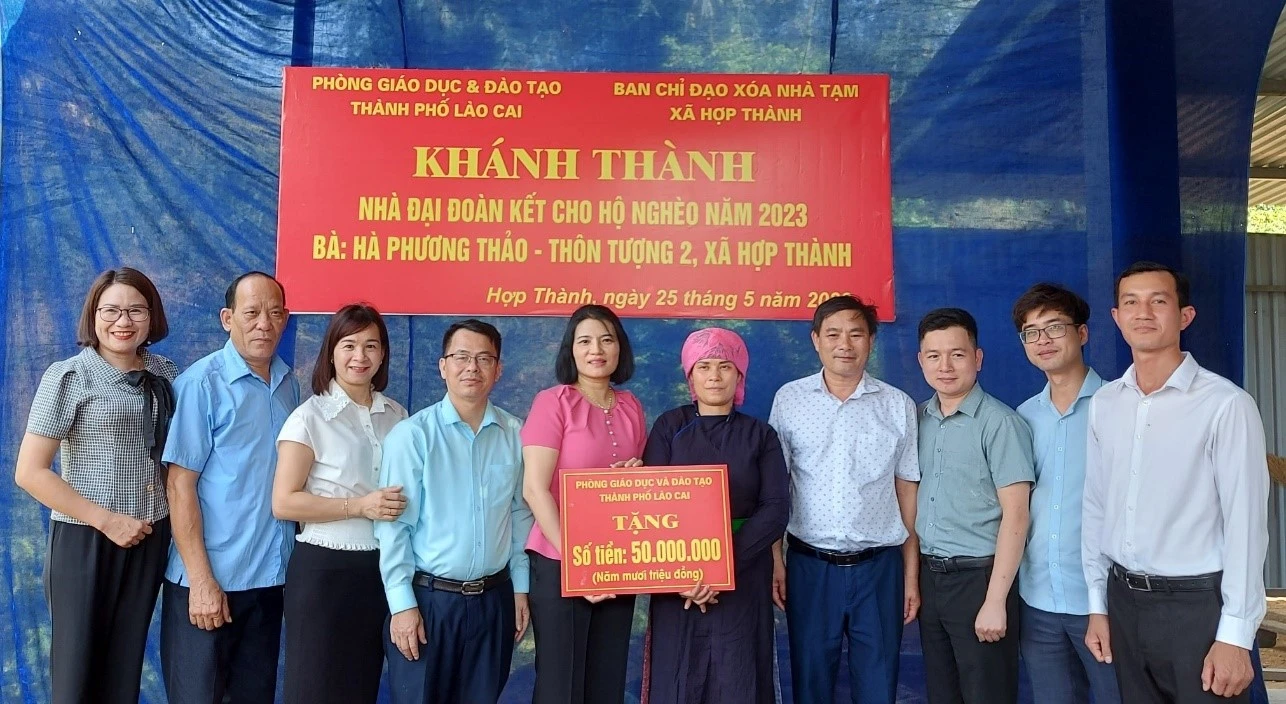 PHÒNG GIÁO DỤC & ĐÀO TẠO
THÀNH PHỐ LÀO CAI
BAN CHỈ ĐẠO XÓA NHÀ TẠM
XÃ HỢP THÀNH
KHÁNH THÀNH
NHÀ ĐẠI ĐOÀN KẾT CHO HỘ NGHÈO NĂM 2023
BÀ: HÀ PHƯƠNG THẢO - THÔN TƯỢNG 2, XÃ HỢP THÀNH
Hợp Thành, ngày 25 tháng 5 năm
PHÒNG GIÁO DỤC VÀ ĐÀO TẠO
THÀNH PHỐ LÀO CAI
TẶNG
Số tiền: 50.000.000
(Năm mươi triệu đồng)